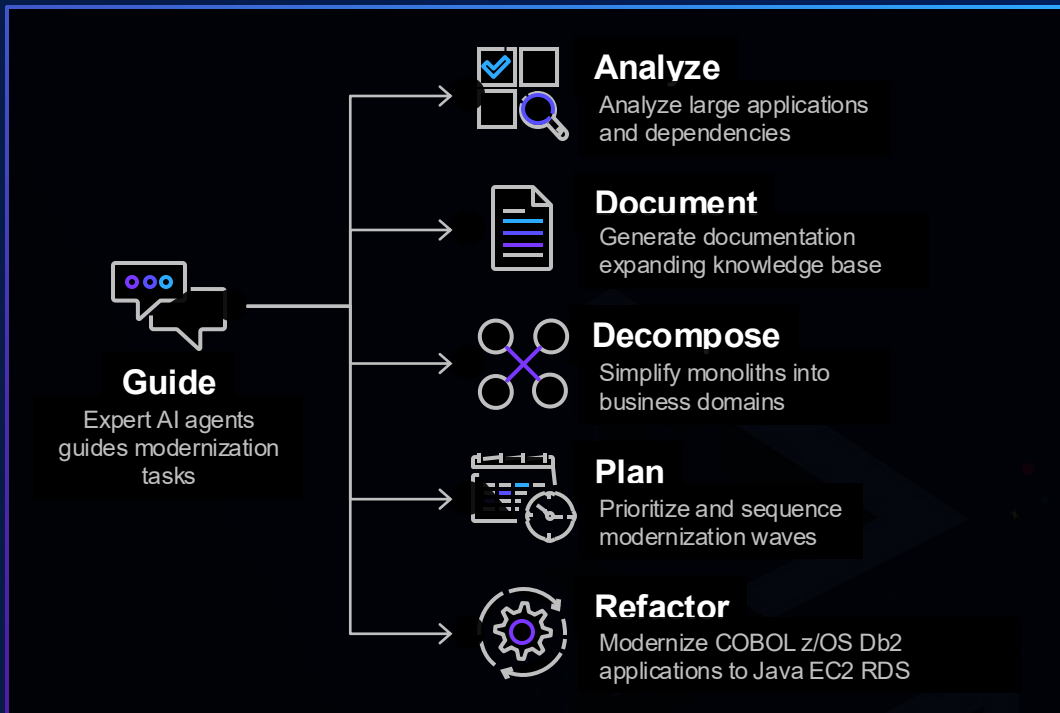 Guide
Expert AI agents
guides modernization
tasks
Analyze
Analyze large applications
and dependencies
Document
Generate documentation
expanding knowledge base
Decompose
Simplify monoliths into
business domains
Plan
Prioritize and sequence
modernization waves
Refactor
Modernize COBOL z/OS Db2
applications to Java EC2 RDS